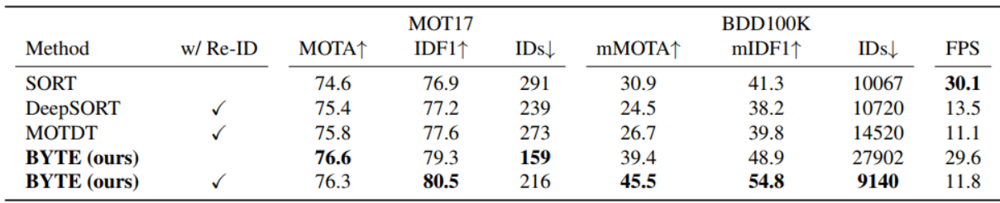 MOT17 BDD100K
Method w/ Re-ID MOTA↑ IDF1↑ IDs↓ mMOTA↑ mIDF1↑ IDs↓ FPS
SORT 74.6 76.9 291 30.9 41.3 10067 30.1
DeepSORT ✓ 75.4 77.2 239 24.5 38.2 10720 13.5
MOTDT ✓ 75.8 77.6 273 26.7 39.8 14520 11.1
BYTE (ours) 76.6 79.3 159 39.4 48.9 27902 29.6
BYTE (ours) ✓ 76.3 80.5 216 45.5 54.8 9140 11.8